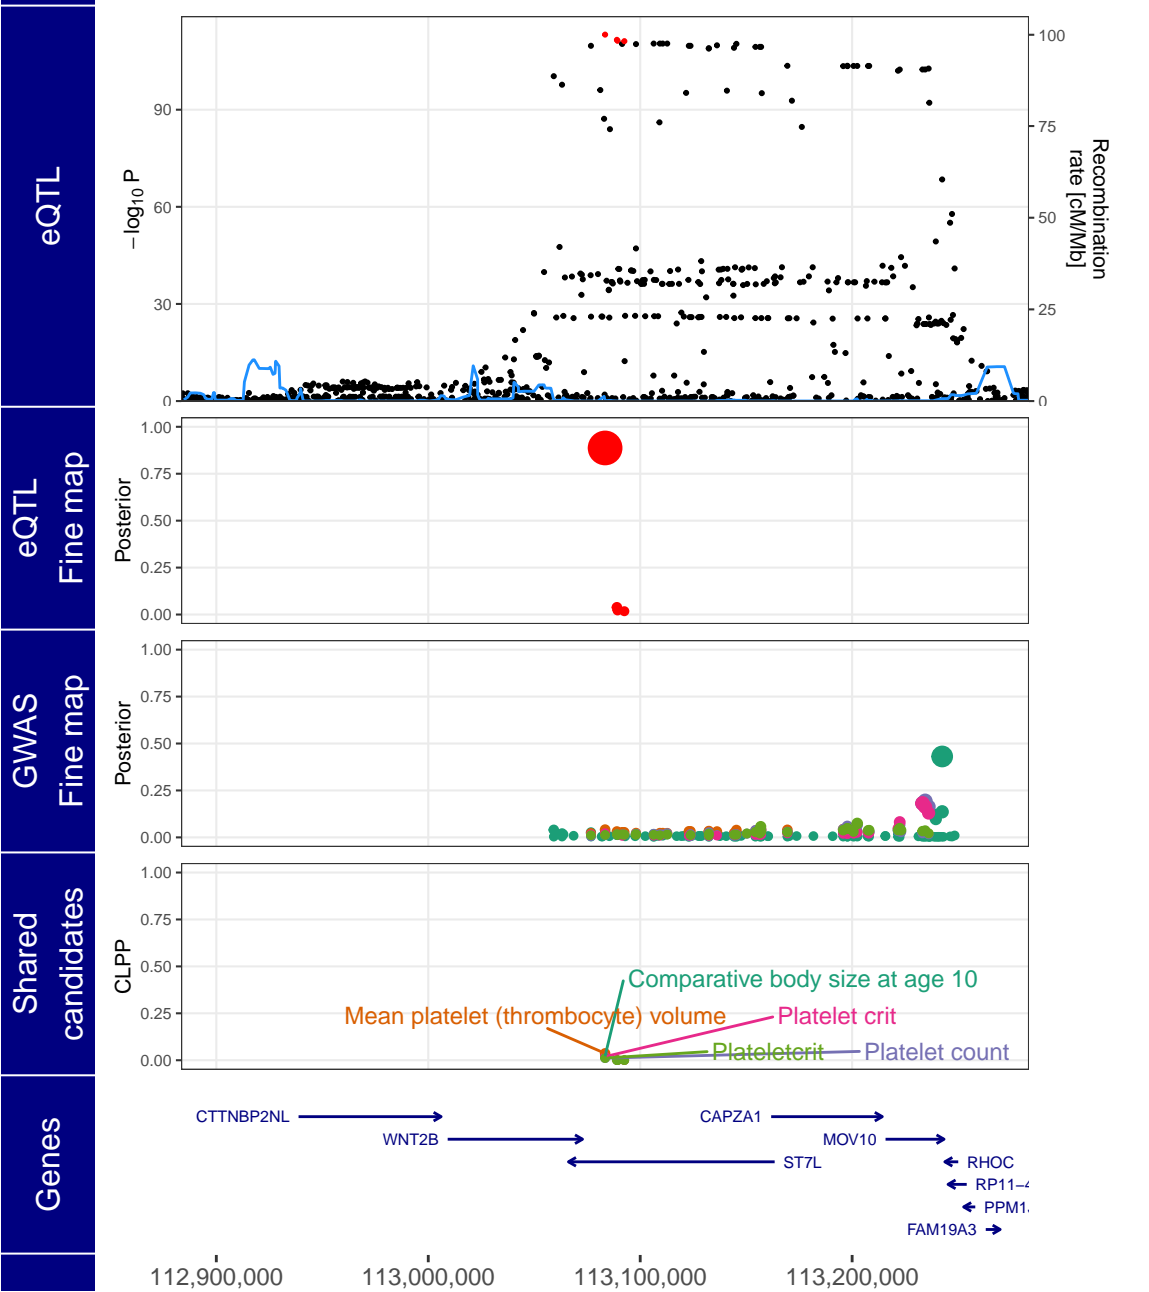 eQTL
−log10 P
90
60
30
0
100
75
50
25
0
Recombination
rate [cM/Mb]
eQTL
Fine map
Posterior
1.00
0.75
0.50
0.25
0.00
GWAS
Fine map
Posterior
1.00
0.75
0.50
0.25
0.00
Shared
candidates
CLPP
1.00
0.75
0.50
0.25
0.00
Comparative body size at age 10
Mean platelet (thrombocyte) volume
Platelet crit
Plateletcrit
Platelet count
Genes
CTTNBP2NL
CAPZA1
WNT2B
MOV10
ST7L
RHOC
RP11−4
PPM1J
FAM19A3
112,900,000
113,000,000
113,100,000
113,200,000